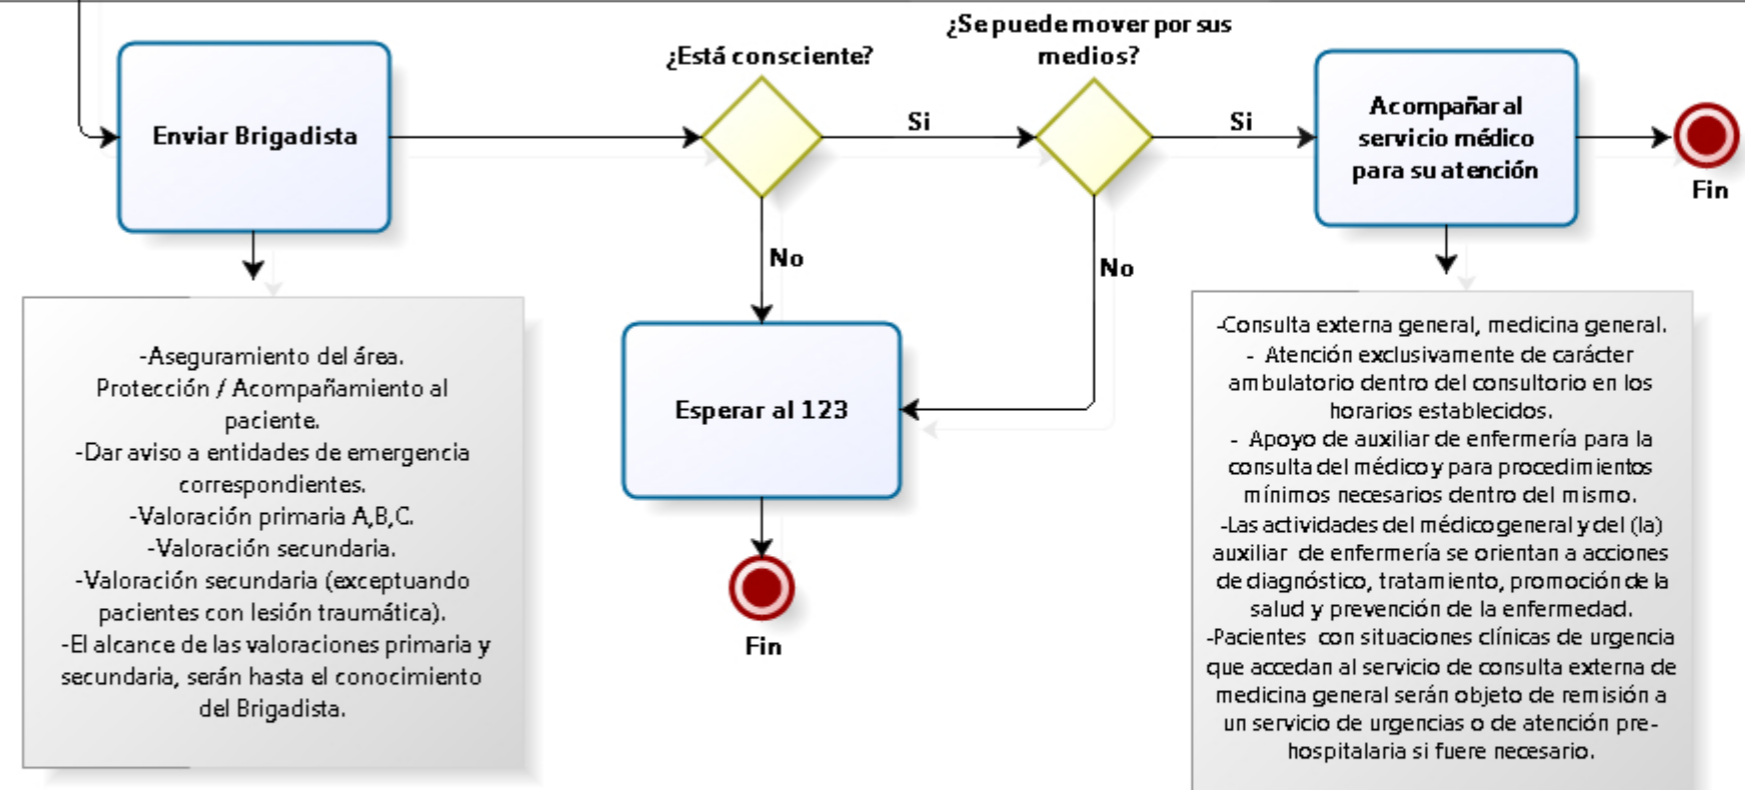 ¿Se puede mover por sus
medios?
¿Está consciente?
Enviar Brigadista
Si
Si
Acompañar al
servicio médico
para su atención
Fin
No
No
Esperar al 123
Fin
-Aseguramiento del área.
Protección / Acompañamiento al
paciente.
-Dar aviso a entidades de emergencia
correspondientes.
-Valoración primaria A,B,C.
-Valoración secundaria.
-Valoración secundaria (exceptuando
pacientes con lesión traumática).
-El alcance de las valoraciones primaria y
secundaria, serán hasta el conocimiento
del Brigadista.
-Consulta externa general, medicina general.
- Atención exclusivamente de carácter
ambulatorio dentro del consultorio en los
horarios establecidos.
- Apoyo de auxiliar de enfermería para la
consulta del médico y para procedimientos
mínimos necesarios dentro del mismo.
-Las actividades del médico general y del (la)
auxiliar de enfermería se orientan a acciones
de diagnóstico, tratamiento, promoción de la
salud y prevención de la enfermedad.
-Pacientes con situaciones clínicas de urgencia
que accedan al servicio de consulta externa de
medicina general serán objeto de remisión a
un servicio de urgencias o de atención pre-
hospitalaria si fuere necesario.